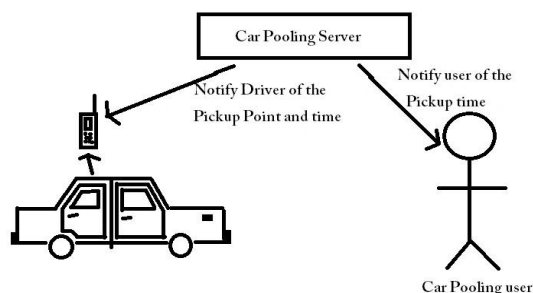 Car Pooling Server
Notify Driver of the
Pickup Point and time
Notify user of the
Pickup time
Car Pooling user